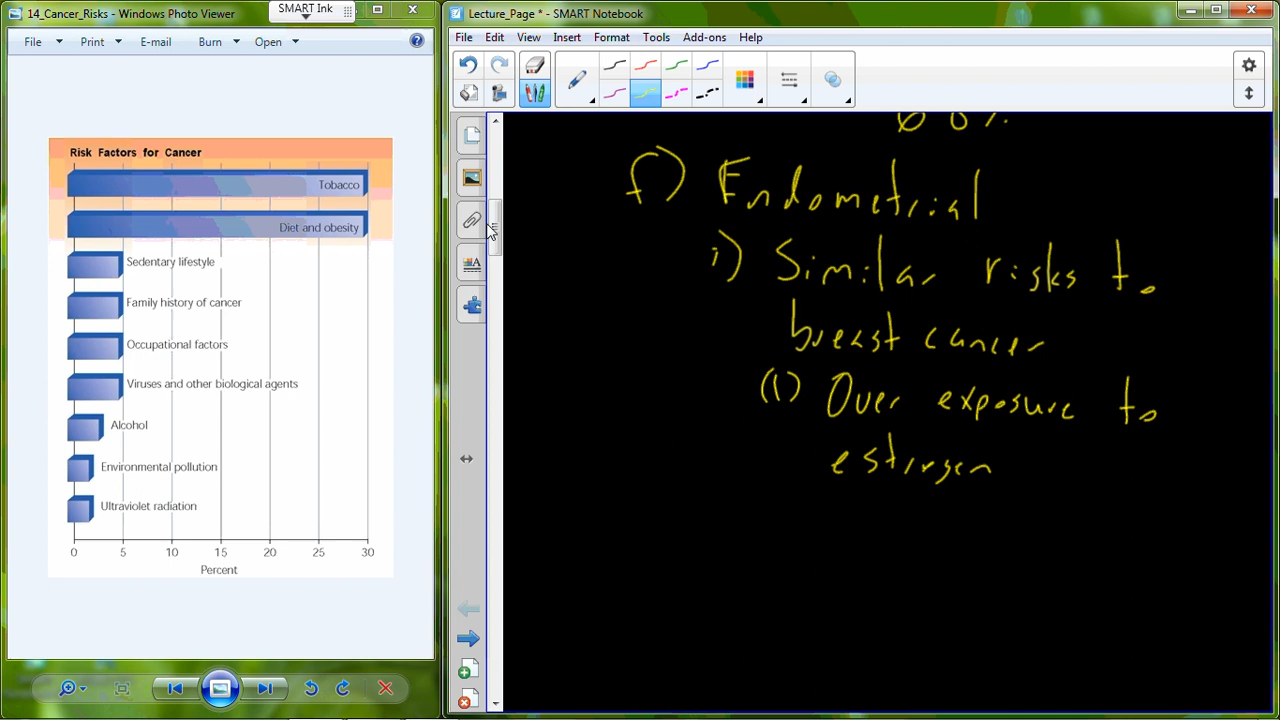 14_Cancer_Risks - Windows Photo Viewer
SMART Ink
File Print E-mail Burn Open
Risk Factors for Cancer
Tobacco
Diet and obesity
Sedentary lifestyle
Family history of cancer
Occupational factors
Viruses and other biological agents
Alcohol
Environmental pollution
Ultraviolet radiation
0 5 10 15 20 25 30
Percent
Lecture_Page * - SMART Notebook
File Edit View Insert Format Tools Add-ons Help
f) Endometrial
i) Similar risks to
breast cancer
(1) Over exposure to